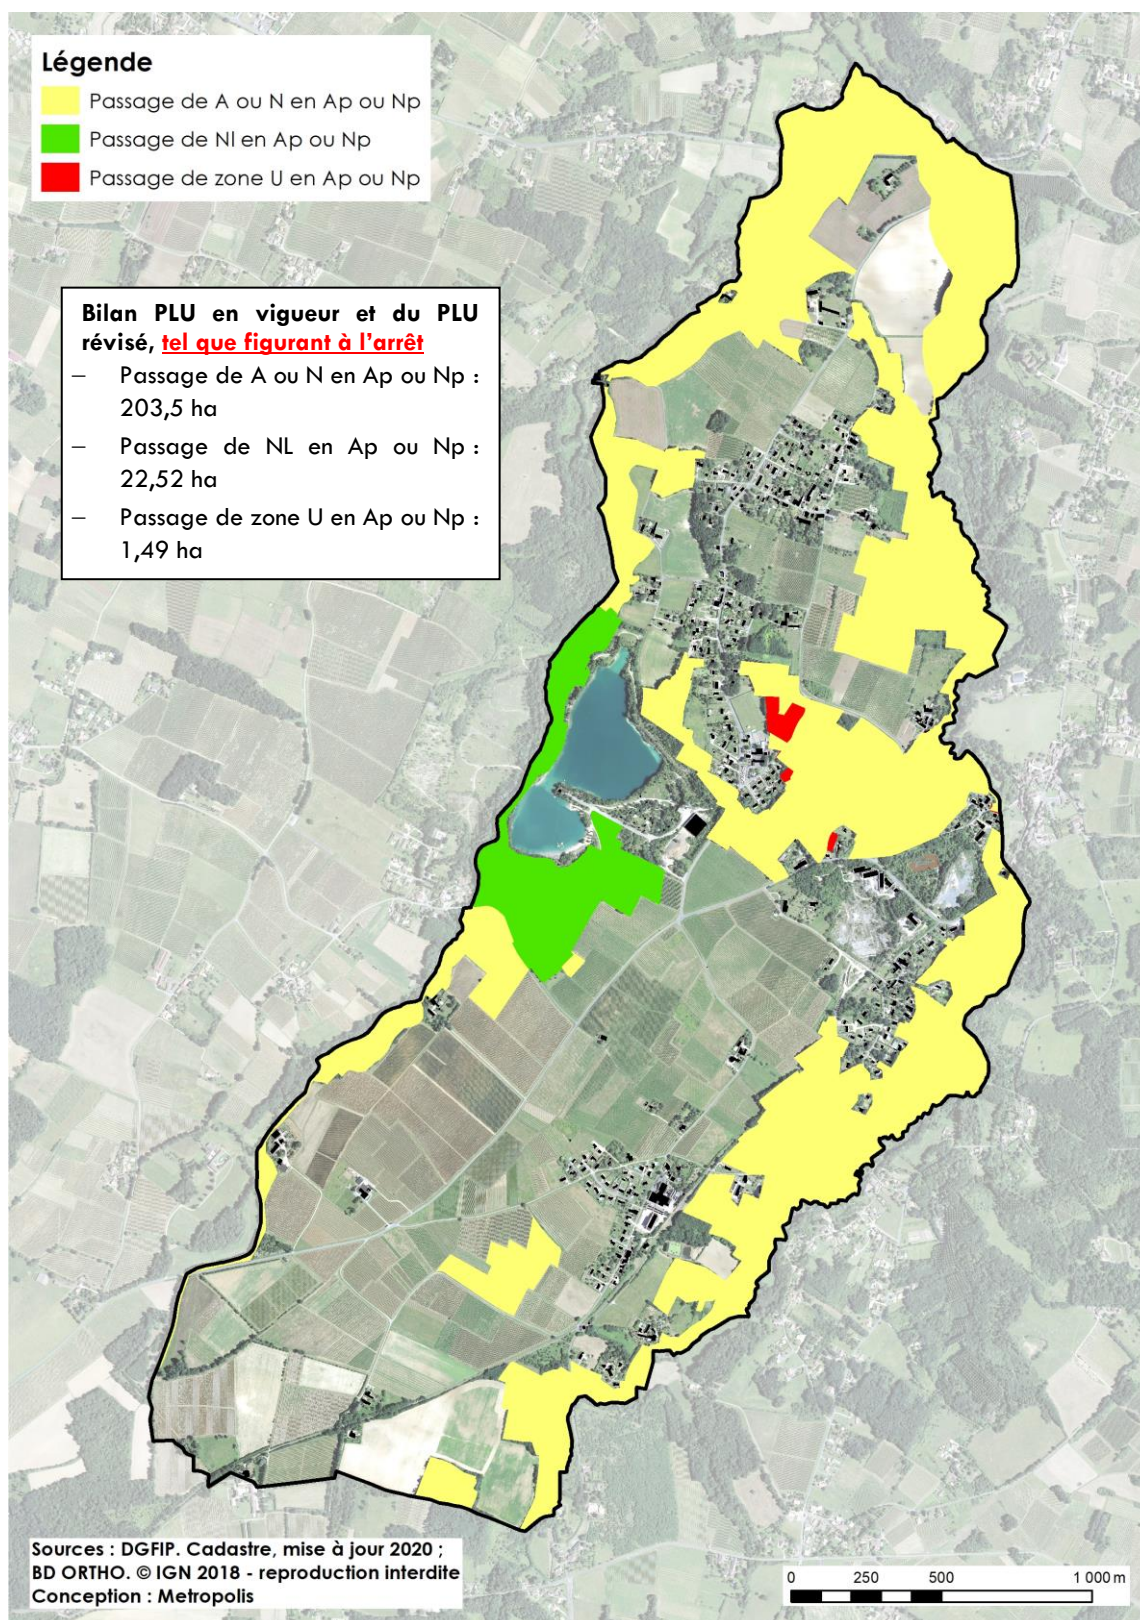 Légende
Passage de A ou N en Ap ou Np
Passage de Nl en Ap ou Np
Passage de zone U en Ap ou Np
Bilan PLU en vigueur et du PLU
révisé, tel que figurant à l'arrêt
– Passage de A ou N en Ap ou Np :
203,5 ha
– Passage de NL en Ap ou Np :
22,52 ha
– Passage de zone U en Ap ou Np :
1,49 ha
Sources : DGFIP. Cadastre, mise à jour 2020 ;
BD ORTHO. © IGN 2018 - reproduction interdite
Conception : Metropolis
0 250 500 1 000 m